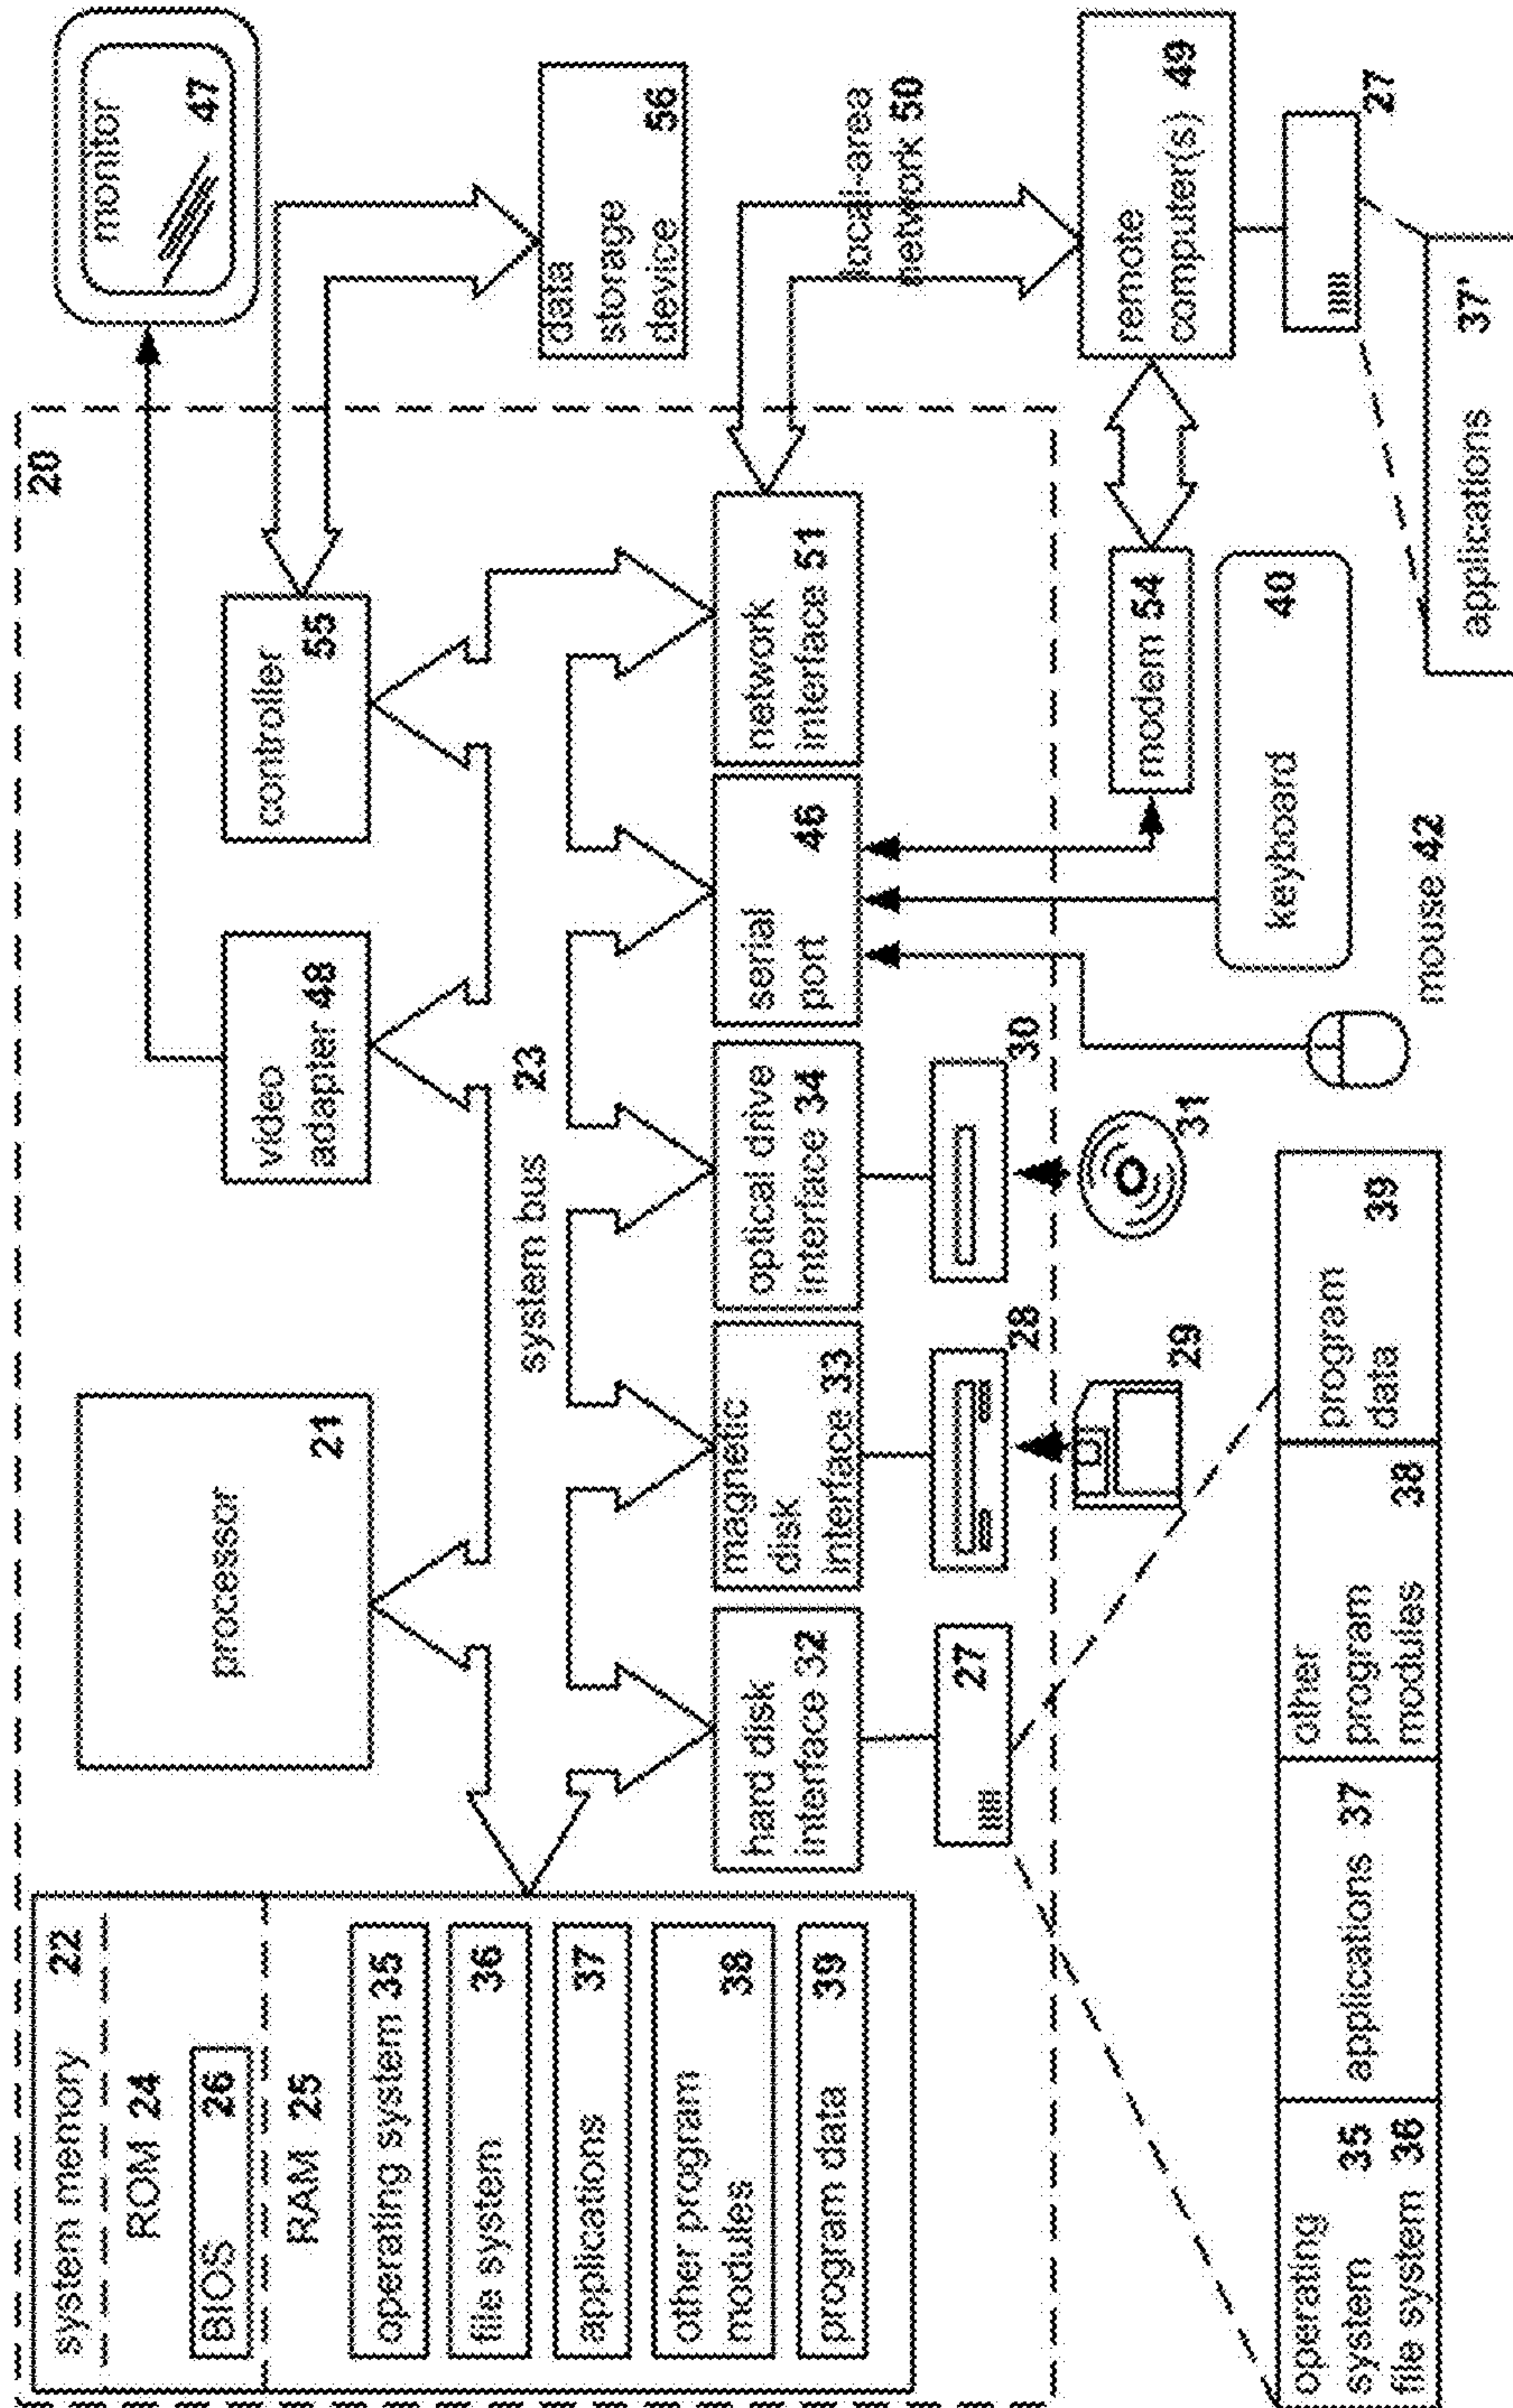 system memory 22
ROM 24
BIOS 26
RAM 25
operating system 35
file system 36
applications 37
other program
modules 38
program data 39
processor
21
video
adapter 48
controller
55
monitor
47
20
system bus 23
hard disk
interface 32
magnetic
disk
interface 33
optical drive
interface 34
serial
port 46
network
interface 51
data
storage
device 56
local-area
network 50
27
28
30
29
31
modem 54
remote
computer(s) 49
keyboard 40
mouse 42
27
applications 37'
operating
system 35
file system 36
applications 37
other
program
modules 38
program
data 39